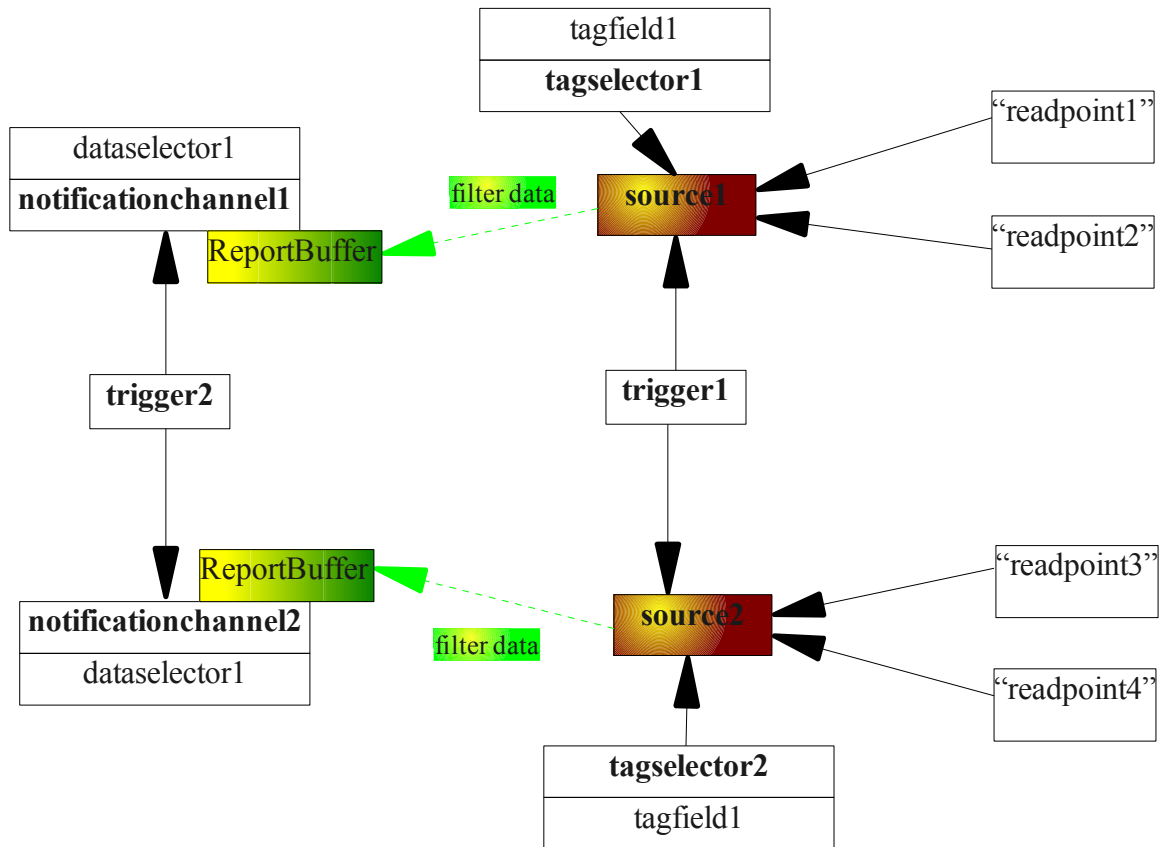 tagfield1
tagselector1
“readpoint1”
dataselector1
notificationchannel1
filter data
source1
ReportBuffer
“readpoint2”
trigger2
trigger1
ReportBuffer
“readpoint3”
notificationchannel2
source2
filter data
dataselector1
“readpoint4”
tagselector2
tagfield1